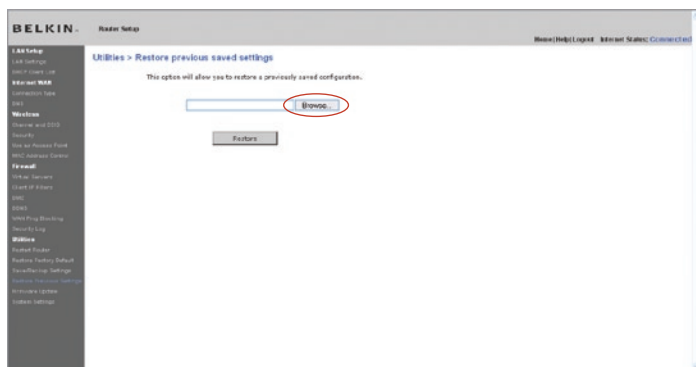 BELKIN.
Router Setup
Home|Help|Logout Internet Status: Connected
LAN Setup
LAN Settings
DHCP Client List
Internet WAN
Connection Type
DNS
Wireless
Channel and SSID
Security
Use as Access Point
MAC Address Control
Firewall
Virtual Servers
Client IP Filters
DMZ
DDNS
WAN Ping Blocking
Security Log
Utilities
Restart Router
Restore Factory Default
Save/Backup Settings
Restore Previous Settings
Firmware Update
System Settings
Utilities > Restore previous saved settings
This option will allow you to restore a previously saved configuration.
Browse..
Restore